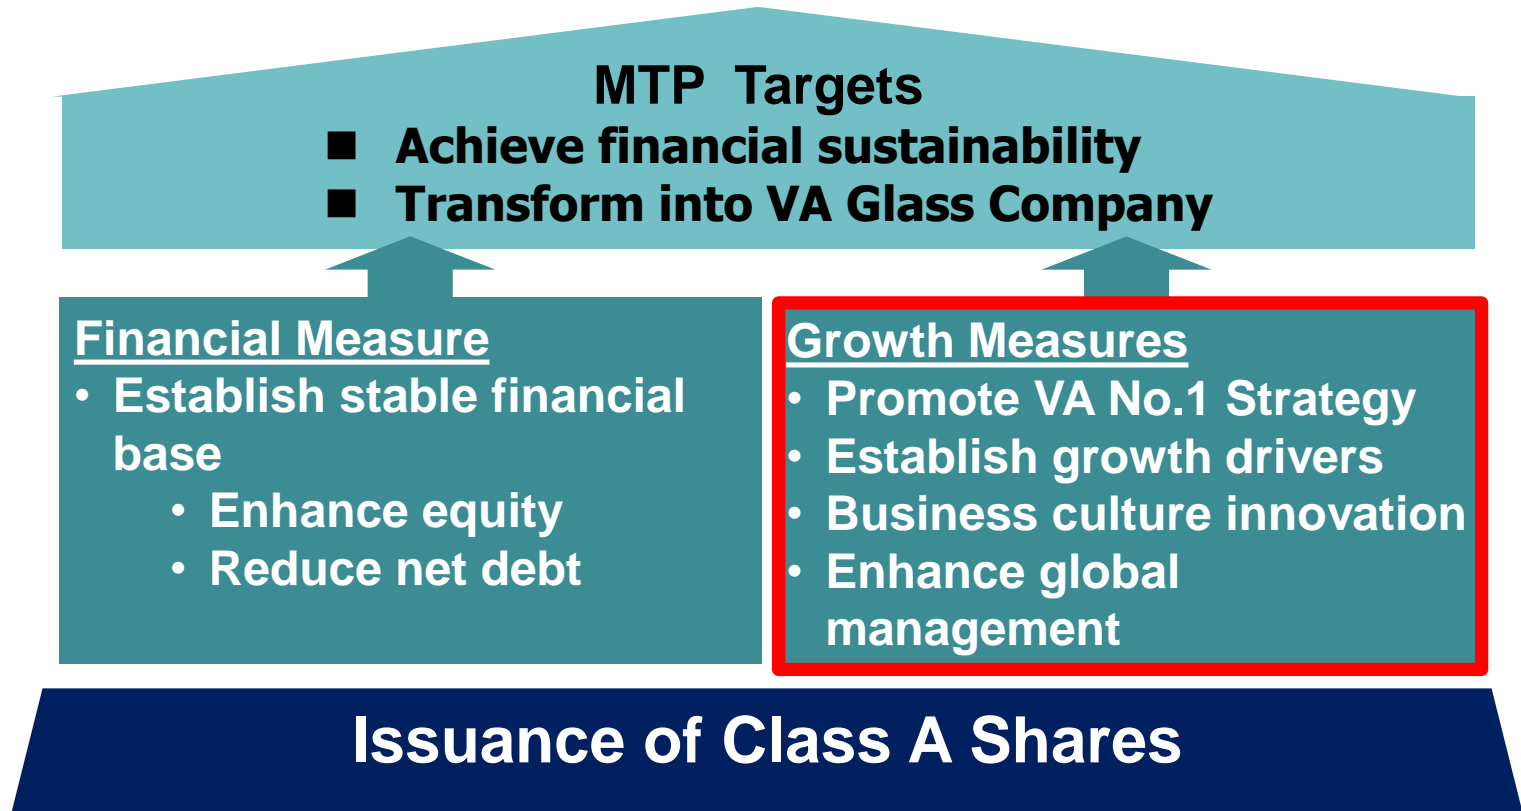 MTP Targets
■ Achieve financial sustainability
■ Transform into VA Glass Company
Financial Measure
• Establish stable financial
base
• Enhance equity
• Reduce net debt
Growth Measures
• Promote VA No.1 Strategy
• Establish growth drivers
• Business culture innovation
• Enhance global
management
Issuance of Class A Shares